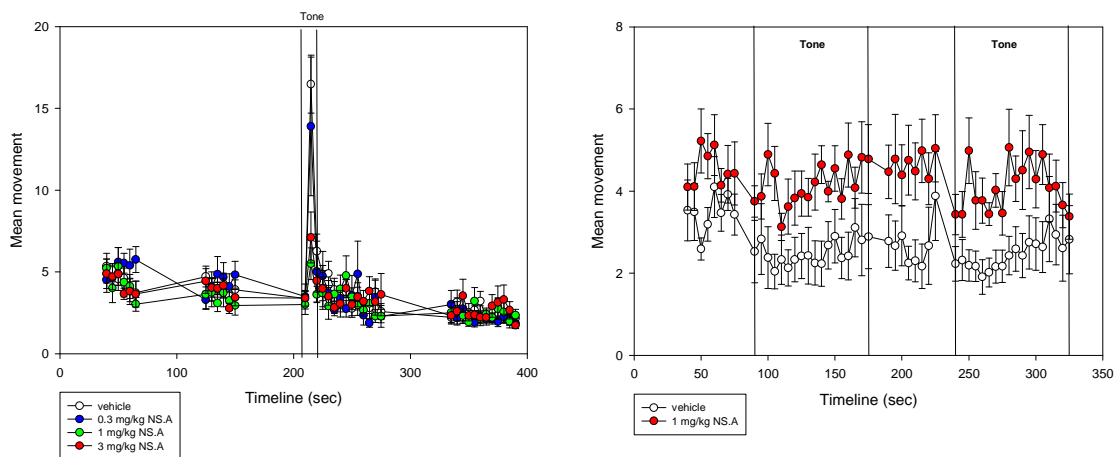 Tone
20
15
10
5
0
Mean movement
0 100 200 300 400
Timeline (sec)
vehicle
0.3 mg/kg NS.A
1 mg/kg NS.A
3 mg/kg NS.A
8
6
4
2
0
Mean movement
Tone Tone
0 50 100 150 200 250 300 350
Timeline (sec)
vehicle
1 mg/kg NS.A